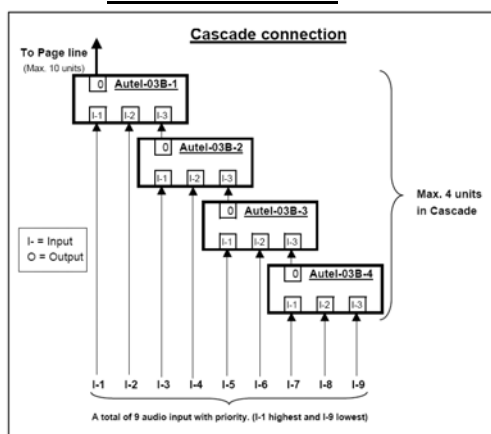 Cascade connection
To Page line
(Max. 10 units)
0 Autel-03B-1
I-1 I-2 I-3
0 Autel-03B-2
I-1 I-2 I-3
0 Autel-03B-3
I-1 I-2 I-3
0 Autel-03B-4
I-1 I-2 I-3
Max. 4 units
in Cascade
I- = Input
O = Output
I-1 I-2 I-3 I-4 I-5 I-6 I-7 I-8 I-9
A total of 9 audio input with priority. (I-1 highest and I-9 lowest)